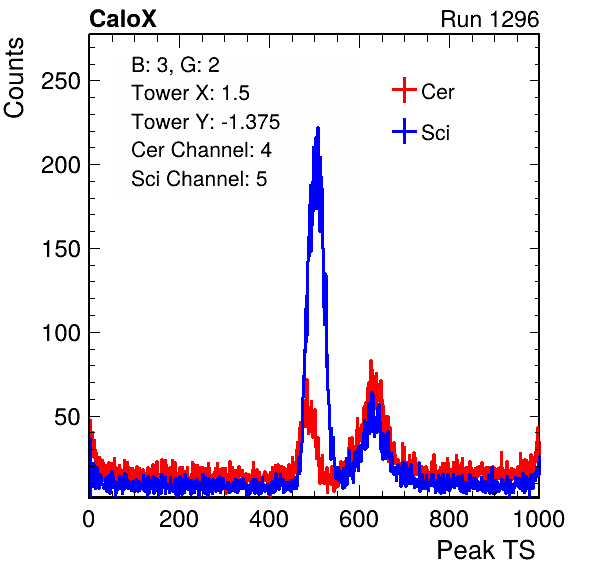 CaloX Run 1296
Counts
B: 3, G: 2
Tower X: 1.5
Tower Y: -1.375
Cer Channel: 4
Sci Channel: 5
Cer
Sci
250
200
150
100
50
0 200 400 600 800 1000
Peak TS